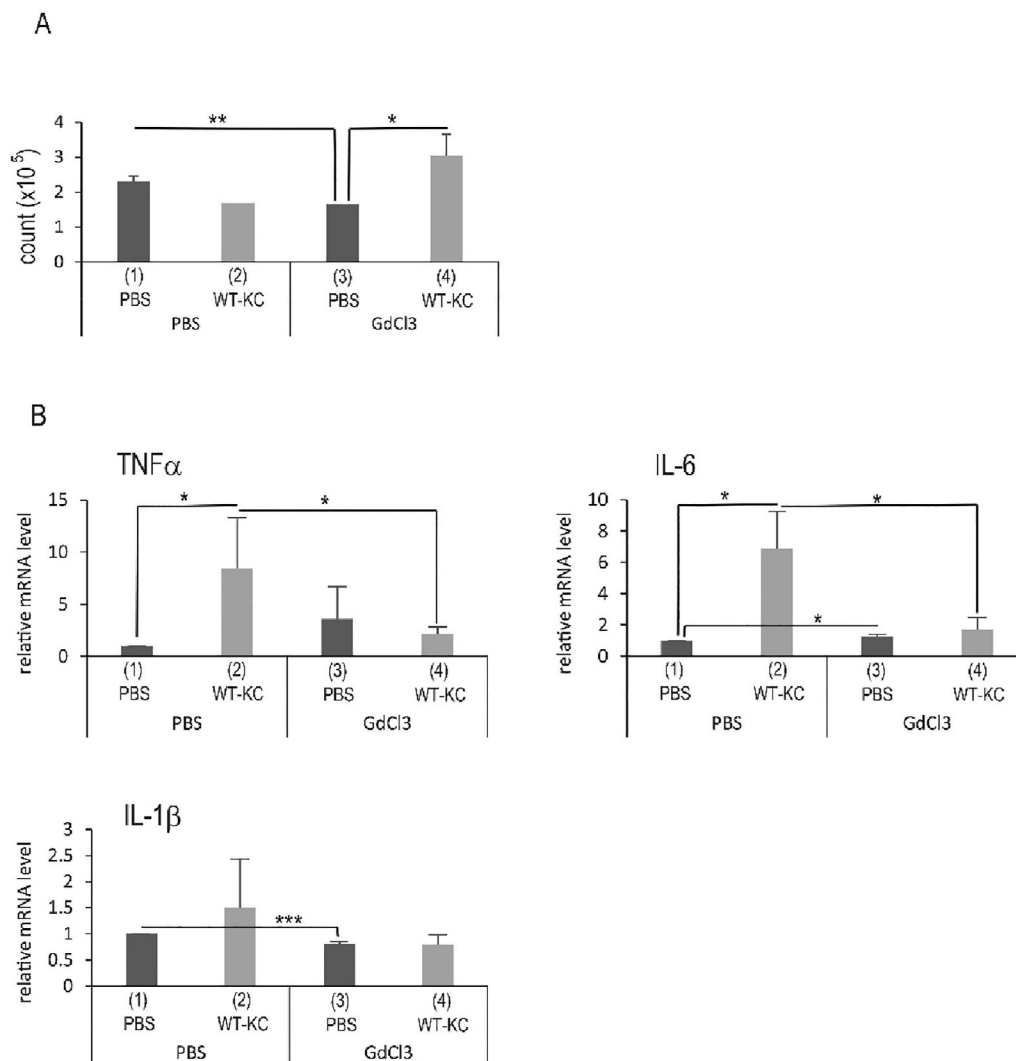 A
** *
4
3
2
1
0
count (x10 5)
(1) (2) (3) (4)
PBS WT-KC PBS WT-KC
PBS GdCl3
B
TNFα
* *
15
10
5
0
relative mRNA level
(1) (2) (3) (4)
PBS WT-KC PBS WT-KC
PBS GdCl3
IL-6
* *
*
10
8
6
4
2
0
relative mRNA level
(1) (2) (3) (4)
PBS WT-KC PBS WT-KC
PBS GdCl3
IL-1β
***
3
2.5
2
1.5
1
0.5
0
relative mRNA level
(1) (2) (3) (4)
PBS WT-KC PBS WT-KC
PBS GdCl3